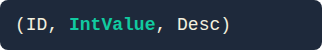 (ID, IntValue, Desc)